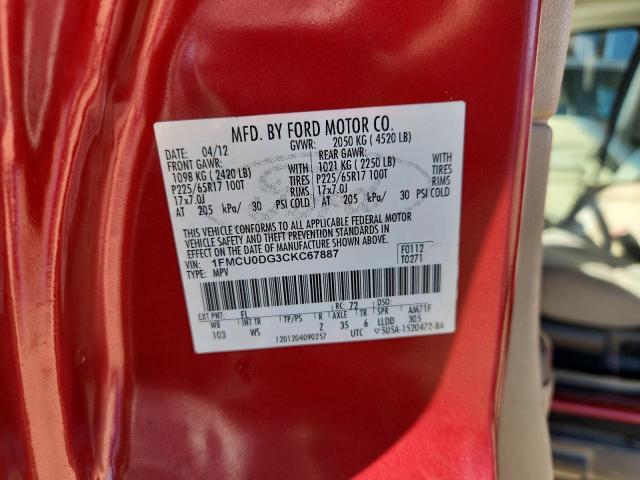 MFD. BY FORD MOTOR CO.
DATE: 04/12 GVWR: 2050 KG (4520 LB)
FRONT GAWR: REAR GAWR:
1098 KG (2420 LB) WITH 1021 KG (2250 LB) WITH
P225/65R17 100T TIRES P225/65R17 100T TIRES
17x7.0J RIMS 17x7.0J RIMS
AT 205 kPa/ 30 PSI COLD AT 205 kPa/ 30 PSI COLD
THIS VEHICLE CONFORMS TO ALL APPLICABLE FEDERAL MOTOR
VEHICLE SAFETY AND THEFT PREVENTION STANDARDS IN
EFFECT ON THE DATE OF MANUFACTURE SHOWN ABOVE.
VIN: 1FMCU0DG3CKC67887 F0112
TYPE: MPV T0271
EXT PNT: EL RC: 72 DSO:
WB INT TR TP/PS R AXLE TR SPR AM71F
103 WS Z 35 6 LLDD 305
1201204090257 UTC ▽SU5A-1520472-BA